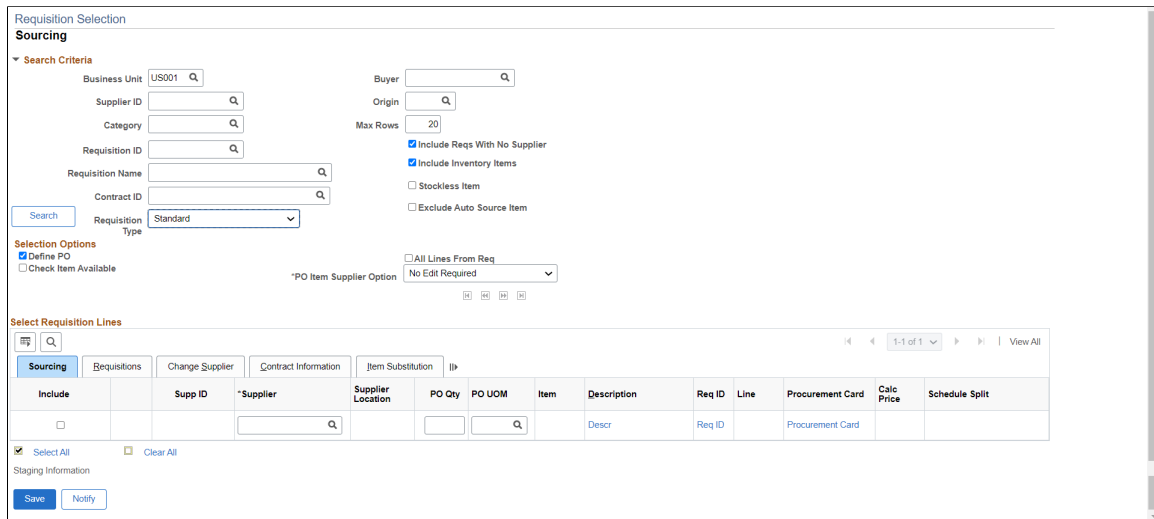 Requisition Selection
Sourcing
Search Criteria
Business Unit US001 Buyer
Supplier ID Origin
Category Max Rows 20
Requisition ID Include Reqs With No Supplier
Include Inventory Items
Requisition Name
Stockless Item
Contract ID
Exclude Auto Source Item
Search Requisition Type Standard
Selection Options
Define PO All Lines From Req
Check Item Available *PO Item Supplier Option No Edit Required
Select Requisition Lines
1-1 of 1 View All
Sourcing Requisitions Change Supplier Contract Information Item Substitution
Include Supp ID *Supplier Supplier Location PO Qty PO UOM Item Description Req ID Line Procurement Card Calc Price Schedule Split
Descr Req ID Procurement Card
Select All Clear All
Staging Information
Save Notify